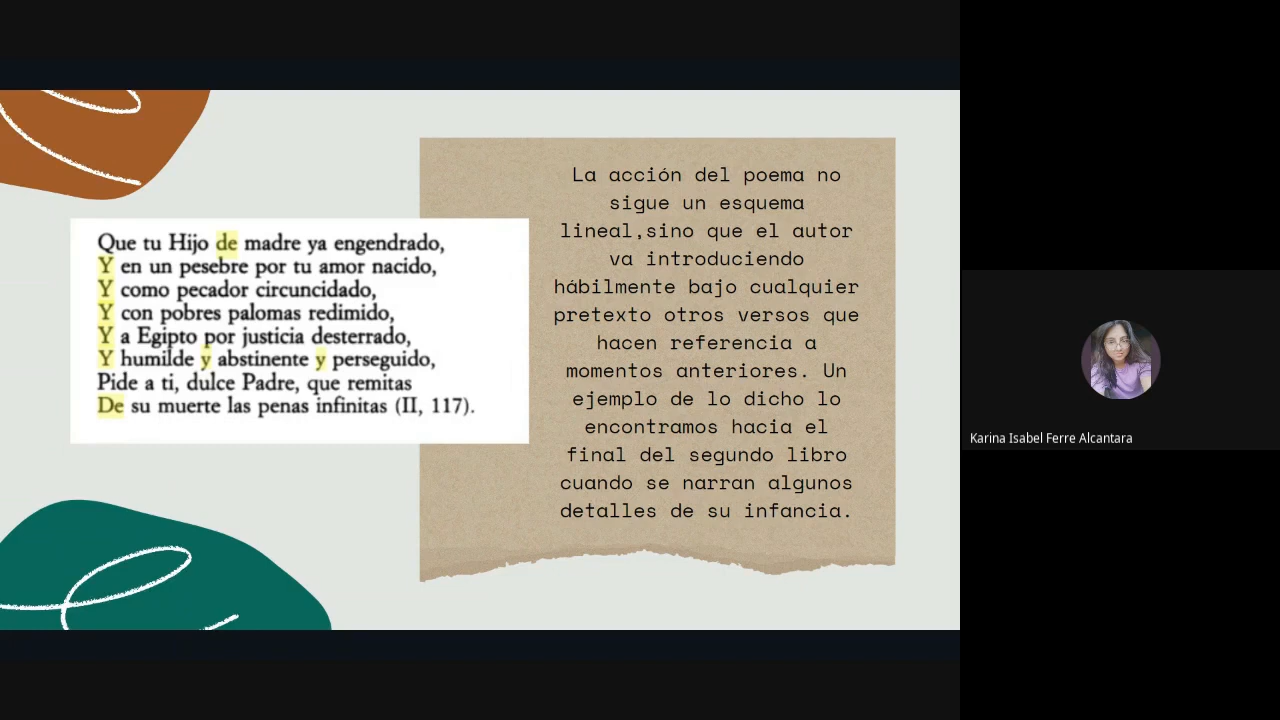 Que tu Hijo de madre ya engendrado,
Y en un pesebre por tu amor nacido,
Y como pecador circuncidado,
Y con pobres palomas redimido,
Y a Egipto por justicia desterrado,
Y humilde y abstinente y perseguido,
Pide a ti, dulce Padre, que remitas
De su muerte las penas infinitas (II, 117).
La acción del poema no
sigue un esquema
lineal,sino que el autor
va introduciendo
hábilmente bajo cualquier
pretexto otros versos que
hacen referencia a
momentos anteriores. Un
ejemplo de lo dicho lo
encontramos hacia el
final del segundo libro
cuando se narran algunos
detalles de su infancia.
Karina Isabel Ferre Alcantara